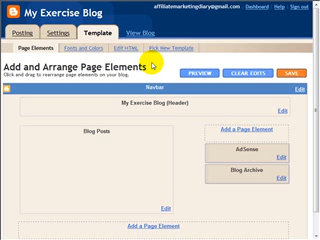 affiliatemarketingdiary@gmail.com Dashboard Help Sign out
My Exercise Blog
Posting Settings Template View Blog
Page Elements Fonts and Colors Edit HTML Pick New Template
Add and Arrange Page Elements
Click and drag to rearrange page elements on your blog.
PREVIEW CLEAR EDITS SAVE
Navbar Edit
My Exercise Blog (Header)
Edit
Blog Posts
Edit
Add a Page Element
AdSense
Edit
Blog Archive
Edit
Add a Page Element